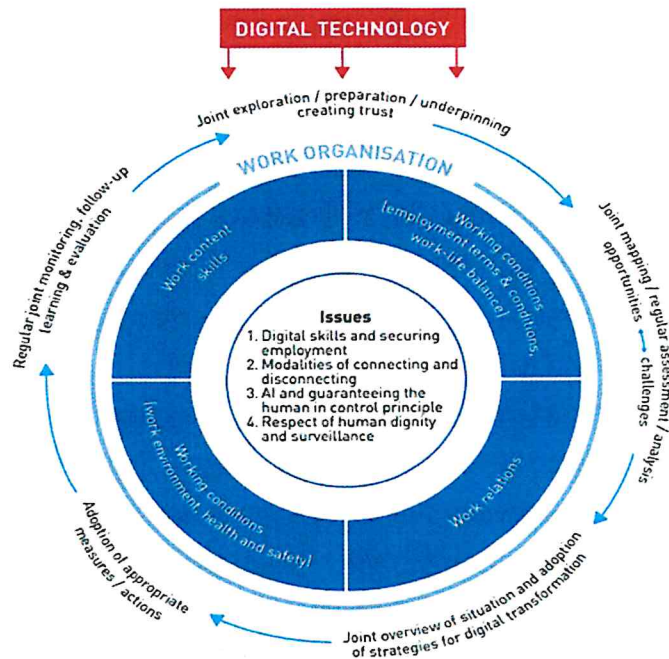 DIGITAL TECHNOLOGY
Joint exploration / preparation / underpinning
creating trust
WORK ORGANISATION
Joint mapping / regular assessment / analysis
opportunities
challenges
Regular joint monitoring, follow-up
learning & evaluation
Work content
skills
Working conditions
(employment terms & conditions,
work-life balance)
Issues
1. Digital skills and securing
employment
2. Modalities of connecting and
disconnecting
3. AI and guaranteeing the
human in control principle
4. Respect of human dignity
and surveillance
Working conditions
(work environment, health and safety)
Work relations
Adoption of appropriate
measures / actions
Joint overview of situation and adoption
of strategies for digital transformation